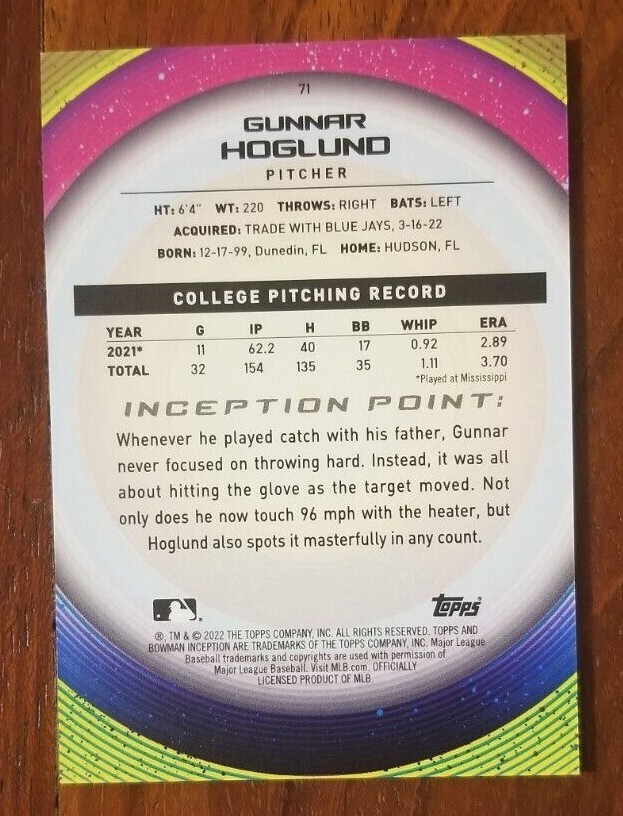 71
GUNNAR
HOGLUND
PITCHER
HT: 6'4" WT: 220 THROWS: RIGHT BATS: LEFT
ACQUIRED: TRADE WITH BLUE JAYS, 3-16-22
BORN: 12-17-99, Dunedin, FL HOME: HUDSON, FL
COLLEGE PITCHING RECORD
YEAR G IP H BB WHIP ERA
2021* 11 62.2 40 17 0.92 2.89
TOTAL 32 154 135 35 1.11 3.70
*Played at Mississippi
INCEPTION POINT:
Whenever he played catch with his father, Gunnar
never focused on throwing hard. Instead, it was all
about hitting the glove as the target moved. Not
only does he now touch 96 mph with the heater, but
Hoglund also spots it masterfully in any count.
topps
®, TM & © 2022 THE TOPPS COMPANY, INC. ALL RIGHTS RESERVED. TOPPS AND
BOWMAN INCEPTION ARE TRADEMARKS OF THE TOPPS COMPANY, INC. Major League
Baseball trademarks and copyrights are used with permission of
Major League Baseball. Visit MLB.com. OFFICIALLY
LICENSED PRODUCT OF MLB.